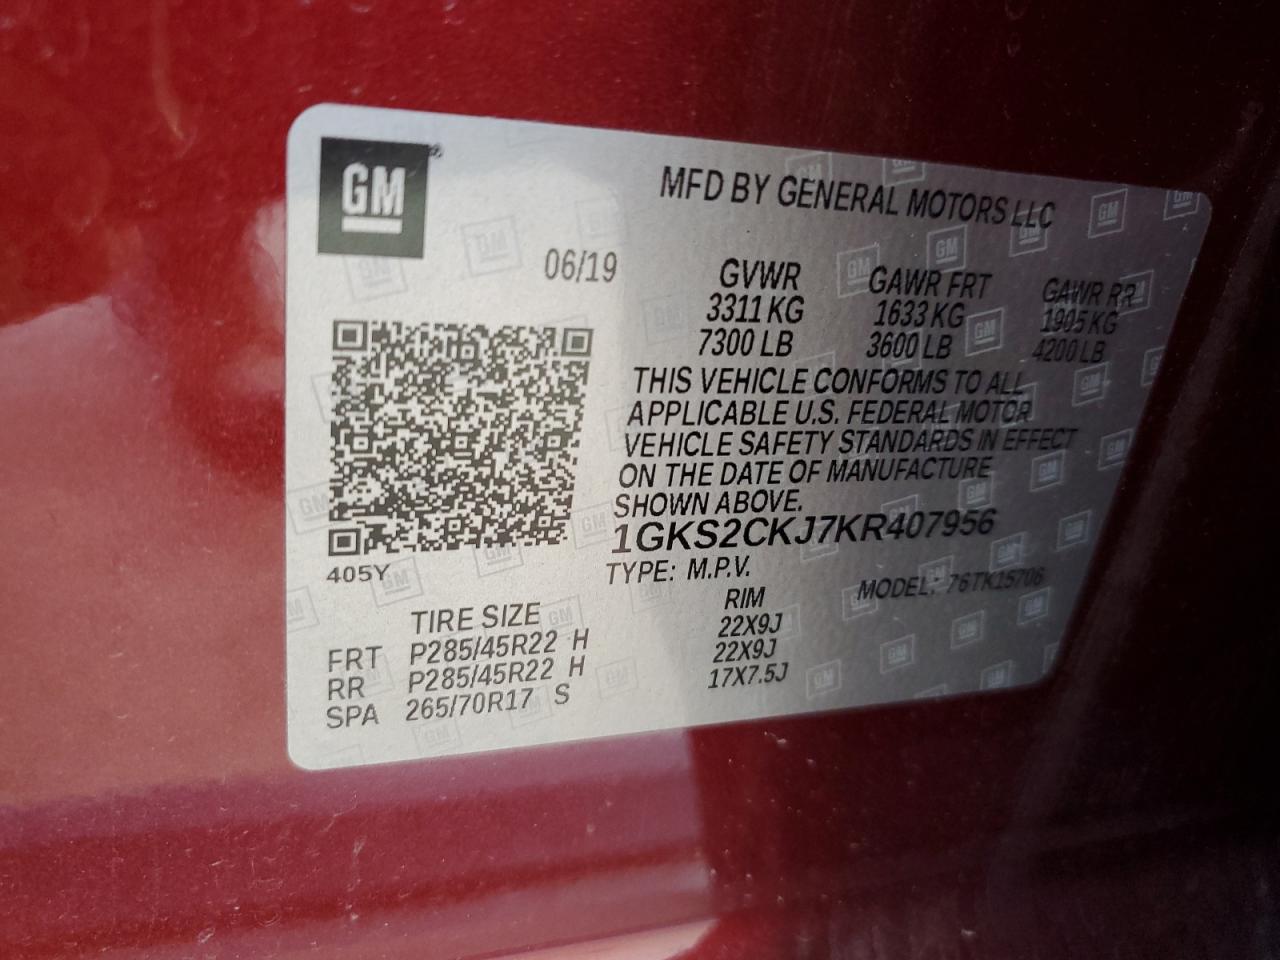 GM
MFD BY GENERAL MOTORS LLC
06/19
GVWR GAWR FRT GAWR RR
3311 KG 1633 KG 1905 KG
7300 LB 3600 LB 4200 LB
THIS VEHICLE CONFORMS TO ALL
APPLICABLE U.S. FEDERAL MOTOR
VEHICLE SAFETY STANDARDS IN EFFECT
ON THE DATE OF MANUFACTURE
SHOWN ABOVE.
1GKS2CKJ7KR407956
405Y
TYPE: M.P.V. MODEL: 76TK15706
TIRE SIZE RIM
FRT P285/45R22 H 22X9J
RR P285/45R22 H 22X9J
SPA 265/70R17 S 17X7.5J